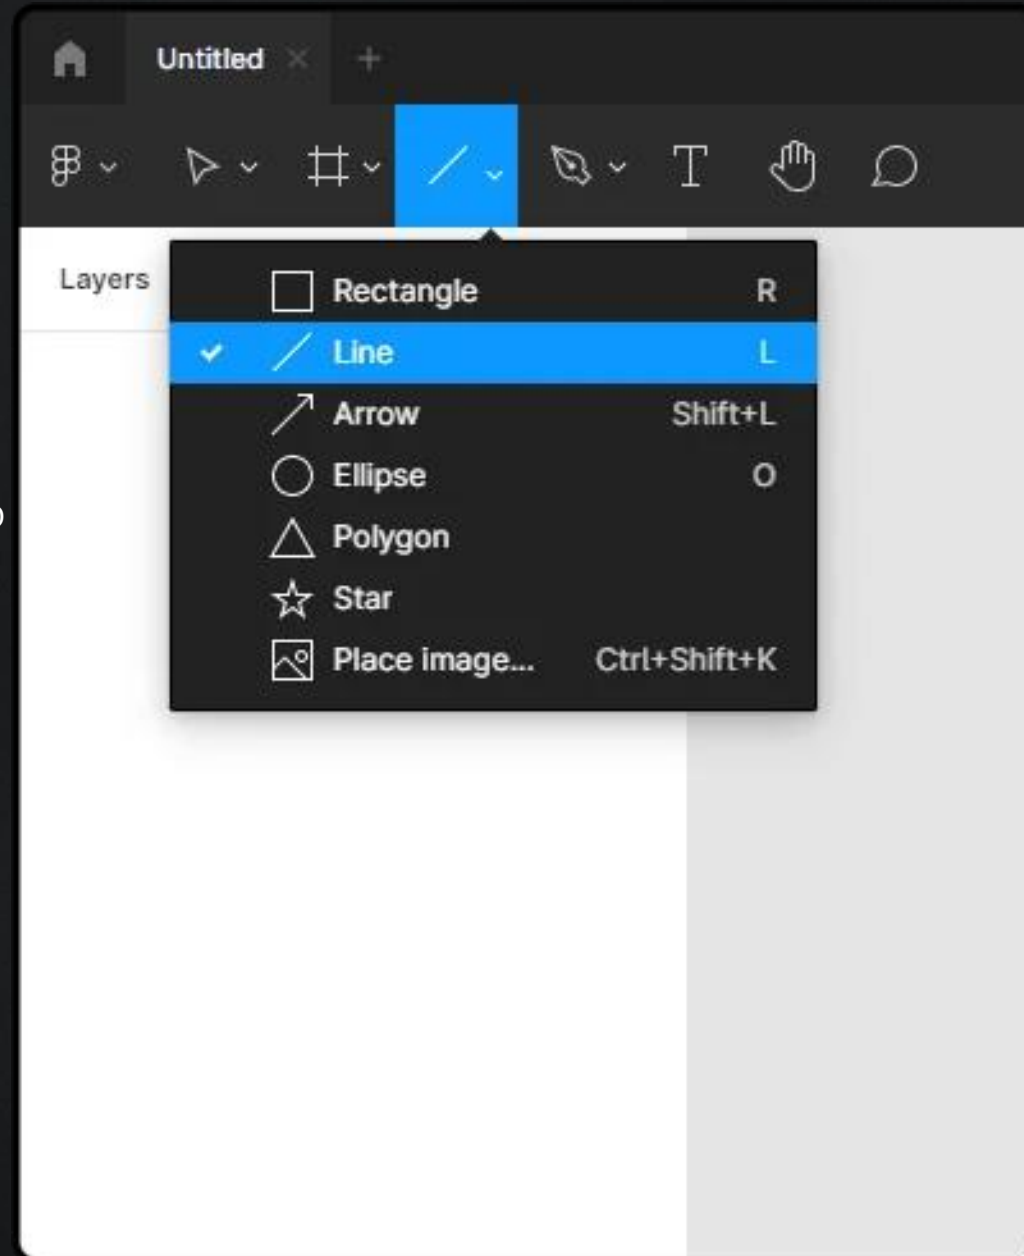 Untitled
Layers
Rectangle R
Line L
Arrow Shift+L
Ellipse O
Polygon
Star
Place image... Ctrl+Shift+K